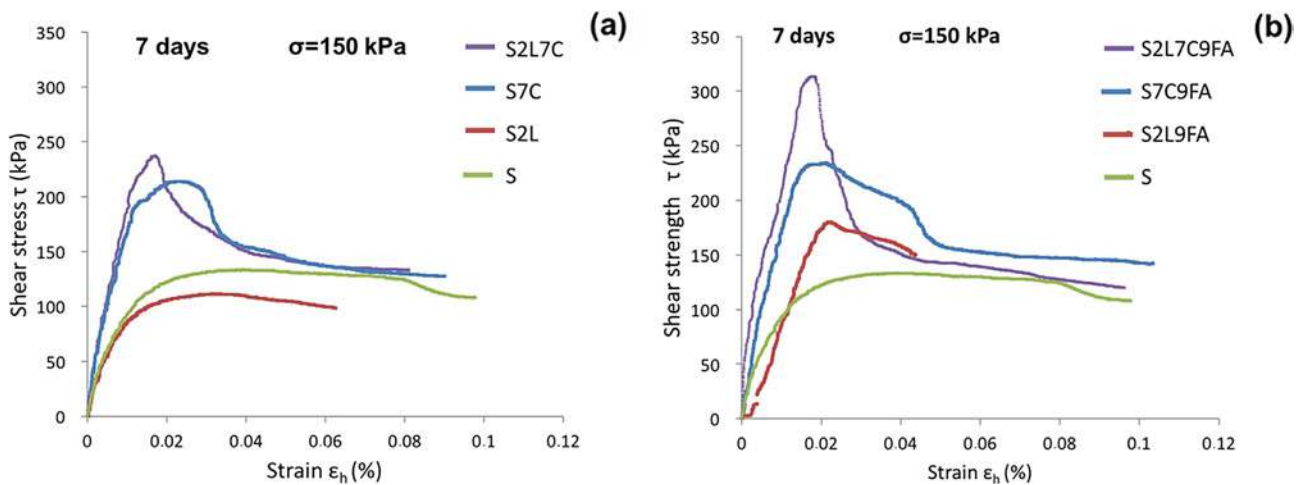 (a)
7 days σ=150 kPa
S2L7C
S7C
S2L
S
Shear stress τ (kPa)
350
300
250
200
150
100
50
0
0 0.02 0.04 0.06 0.08 0.1 0.12
Strain εh (%)
(b)
7 days σ=150 kPa
S2L7C9FA
S7C9FA
S2L9FA
S
Shear strength τ (kPa)
350
300
250
200
150
100
50
0
0 0.02 0.04 0.06 0.08 0.1 0.12
Strain εh (%)